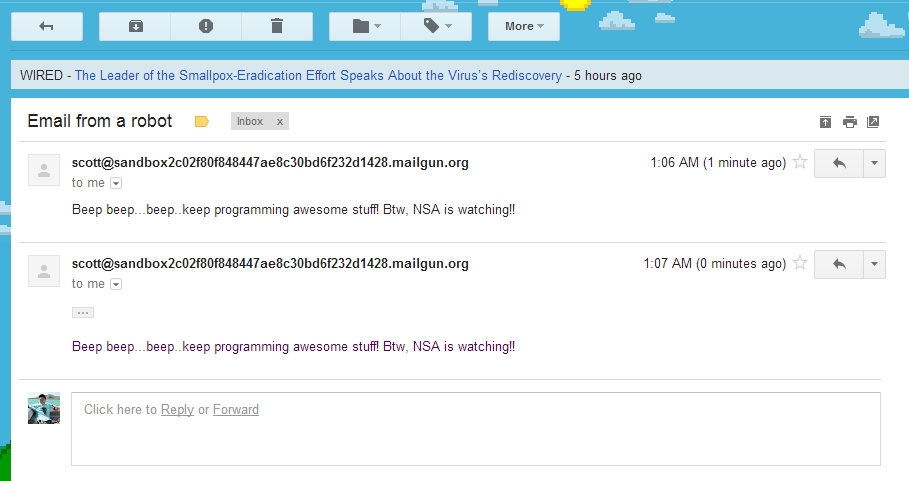 More
WIRED - The Leader of the Smallpox-Eradication Effort Speaks About the Virus's Rediscovery - 5 hours ago
Email from a robot Inbox x
scott@sandbox2c02f80f848447ae8c30bd6f232d1428.mailgun.org 1:06 AM (1 minute ago)
to me
Beep beep...beep..keep programming awesome stuff! Btw, NSA is watching!!
scott@sandbox2c02f80f848447ae8c30bd6f232d1428.mailgun.org 1:07 AM (0 minutes ago)
to me
...
Beep beep...beep..keep programming awesome stuff! Btw, NSA is watching!!
Click here to Reply or Forward